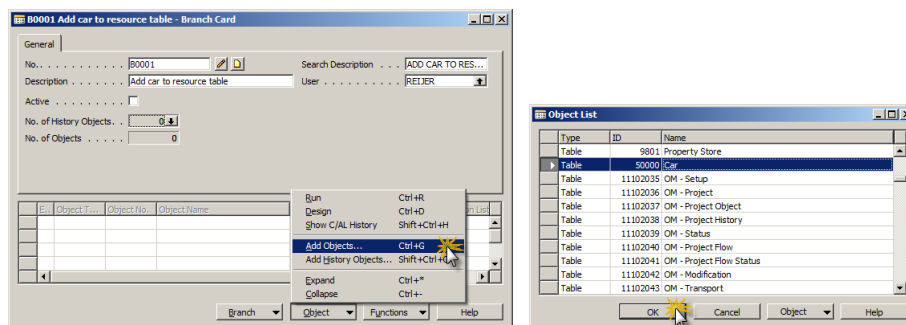 B0001 Add car to resource table - Branch Card
General
No. . . . . . . . . . . . B0001 Search Description . . . ADD CAR TO RES...
Description . . . . . . . Add car to resource table User . . . . . . . . . . REIJER
Active . . . . . . . . .
No. of History Objects. . 0
No. of Objects . . . . . 0
E.. Object T... Object No. Object Name
Run Ctrl+R
Design Ctrl+D
Show C/AL History Shift+Ctrl+H
Add Objects... Ctrl+G
Add History Objects... Shift+Ctrl+
Expand Ctrl+*
Collapse Ctrl+-
Branch Object Functions Help
Object List
Type ID Name
Table 9801 Property Store
Table 50000 Car
Table 11102035 OM - Setup
Table 11102036 OM - Project
Table 11102037 OM - Project Object
Table 11102038 OM - Project History
Table 11102039 OM - Status
Table 11102040 OM - Project Flow
Table 11102041 OM - Project Flow Status
Table 11102042 OM - Modification
Table 11102043 OM - Transport
OK Cancel Object Help